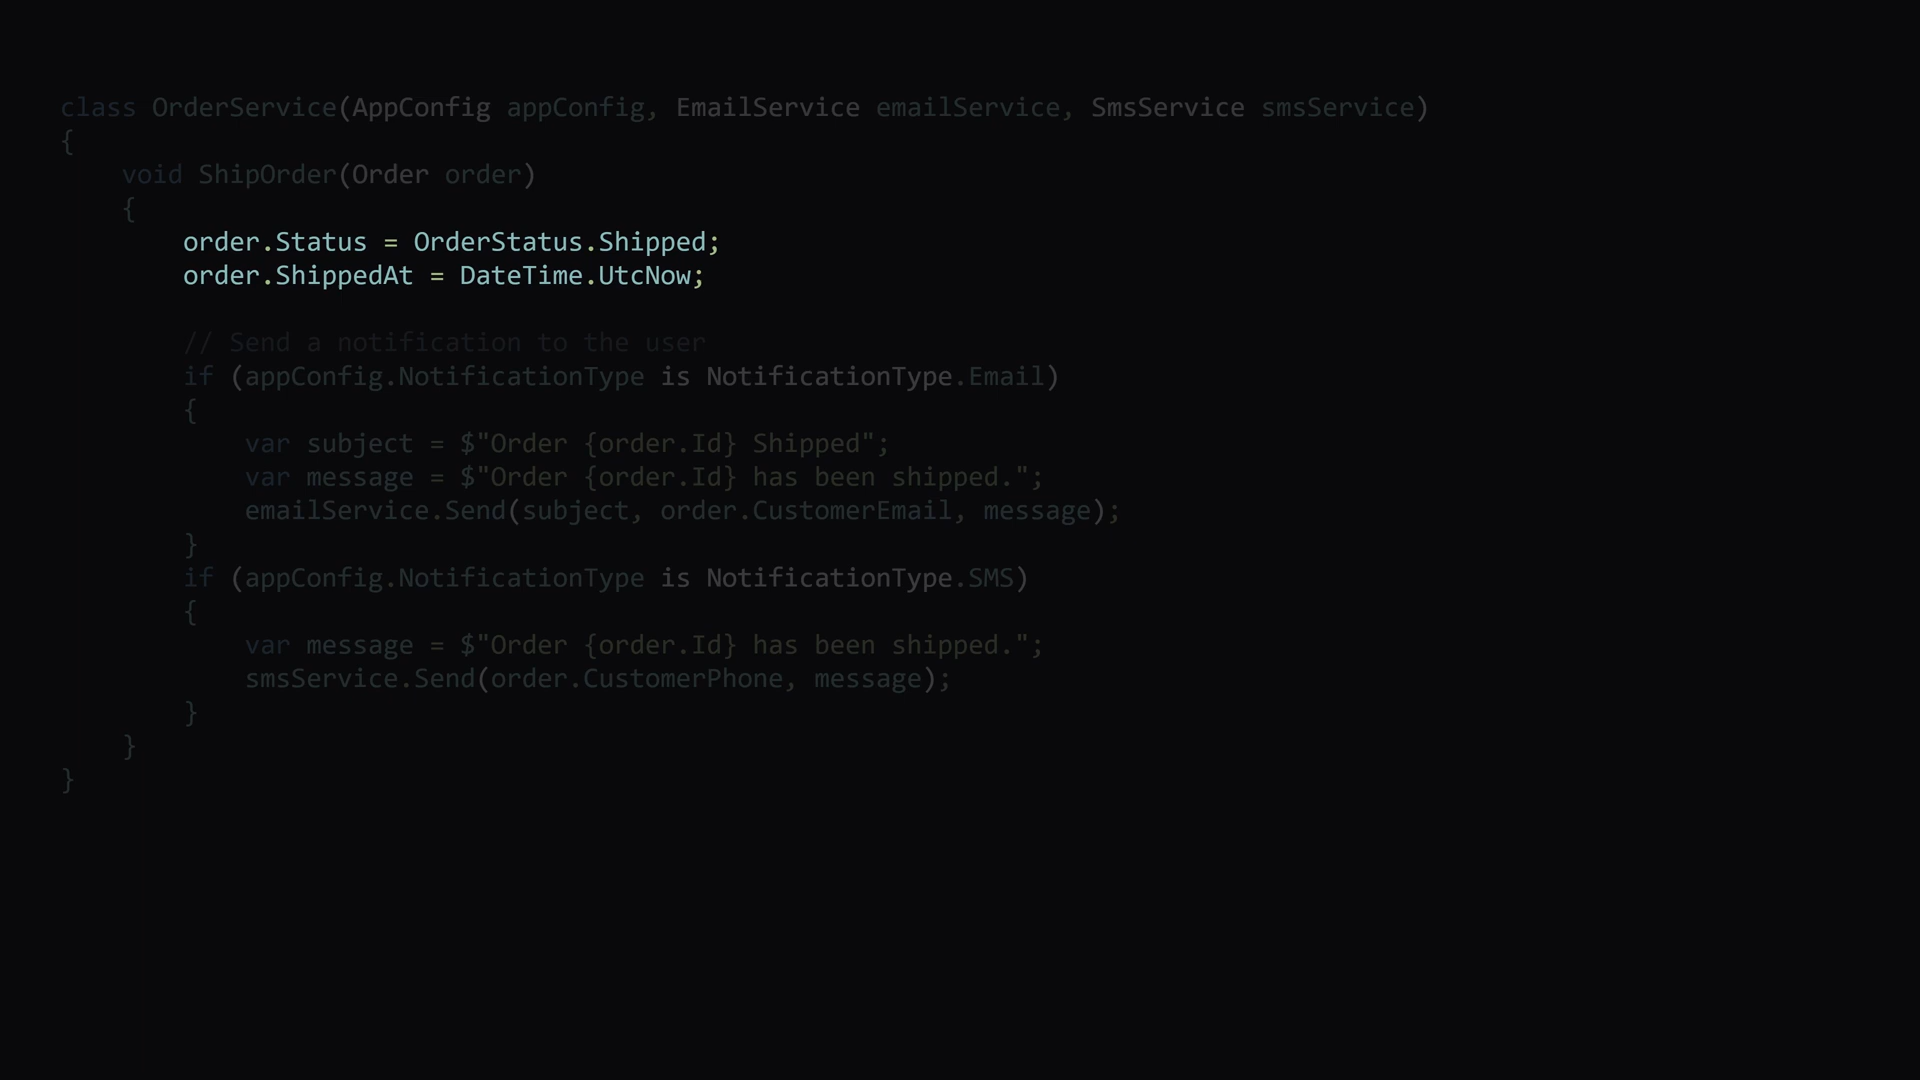 class OrderService(AppConfig appConfig, EmailService emailService, SmsService smsService)
{
    void ShipOrder(Order order)
    {
        order.Status = OrderStatus.Shipped;
        order.ShippedAt = DateTime.UtcNow;

        // Send a notification to the user
        if (appConfig.NotificationType is NotificationType.Email)
        {
            var subject = $"Order {order.Id} Shipped";
            var message = $"Order {order.Id} has been shipped.";
            emailService.Send(subject, order.CustomerEmail, message);
        }
        if (appConfig.NotificationType is NotificationType.SMS)
        {
            var message = $"Order {order.Id} has been shipped.";
            smsService.Send(order.CustomerPhone, message);
        }
    }
}